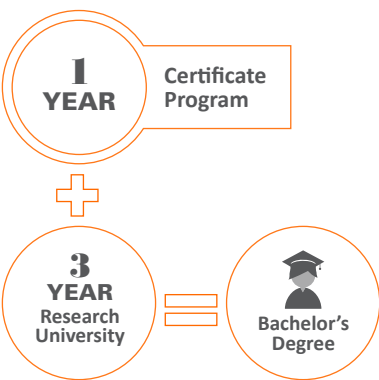 1
YEAR
Certificate
Program
+
3
YEAR
Research
University
=
Bachelor's
Degree